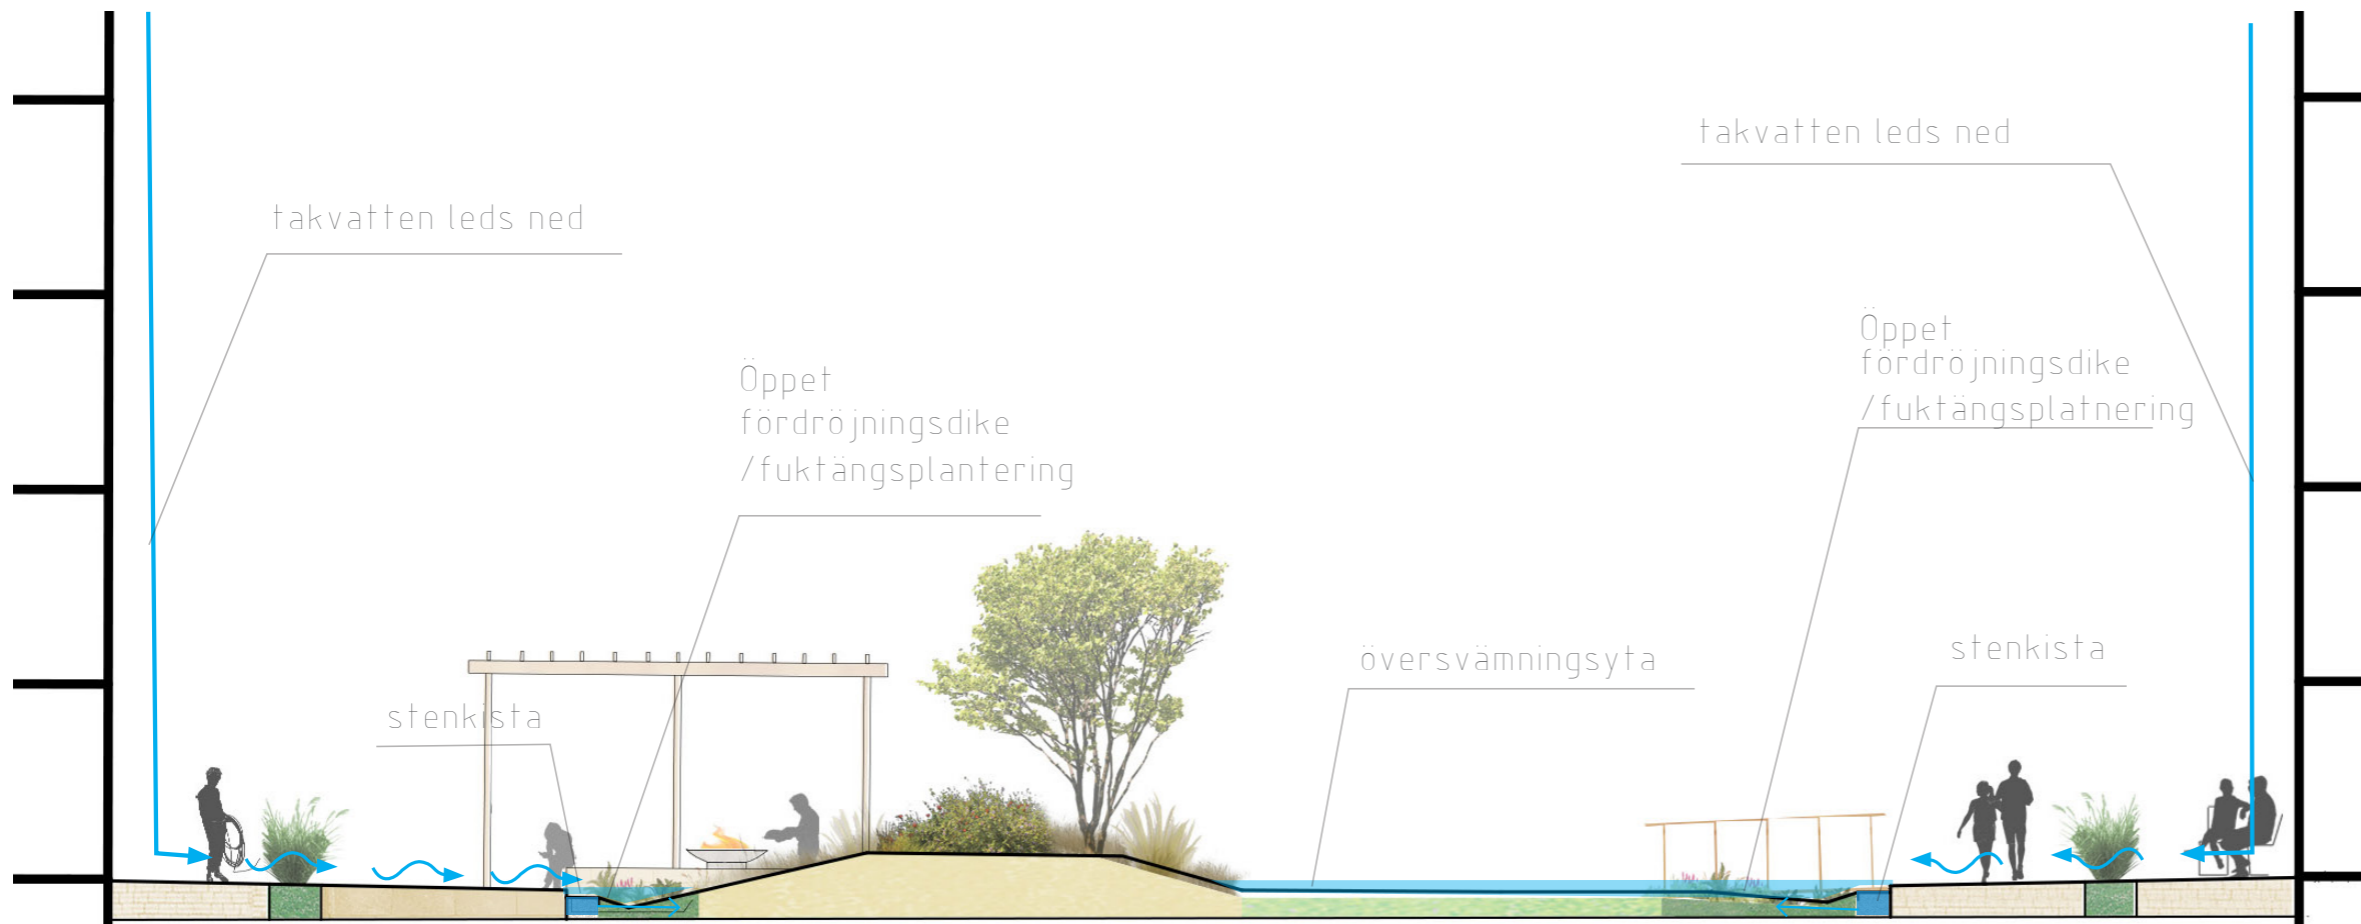 takvatten leds ned
takvatten leds ned
Öppet
fördröjningsdike
/fuktängsplatnering
Öppet
fördröjningsdike
/fuktängsplantering
översvämningsyta
stenkista
stenkista